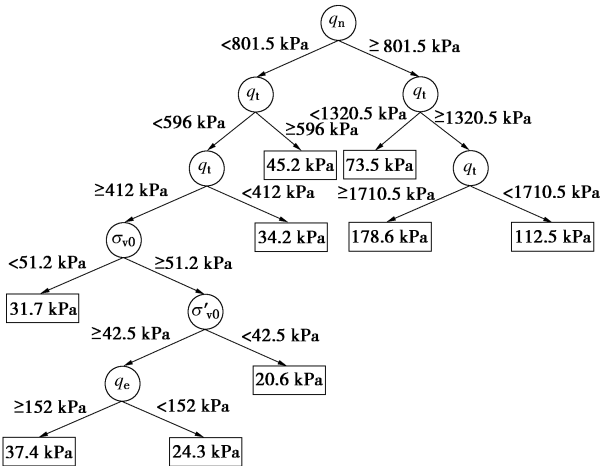 qn
<801.5 kPa ≥ 801.5 kPa
qt qt
<596 kPa ≥596 kPa <1320.5 kPa ≥1320.5 kPa
qt 45.2 kPa 73.5 kPa qt
≥412 kPa <412 kPa ≥1710.5 kPa <1710.5 kPa
σv0 34.2 kPa 178.6 kPa 112.5 kPa
<51.2 kPa ≥51.2 kPa
31.7 kPa σ′v0
≥42.5 kPa <42.5 kPa
qe 20.6 kPa
≥152 kPa <152 kPa
37.4 kPa 24.3 kPa